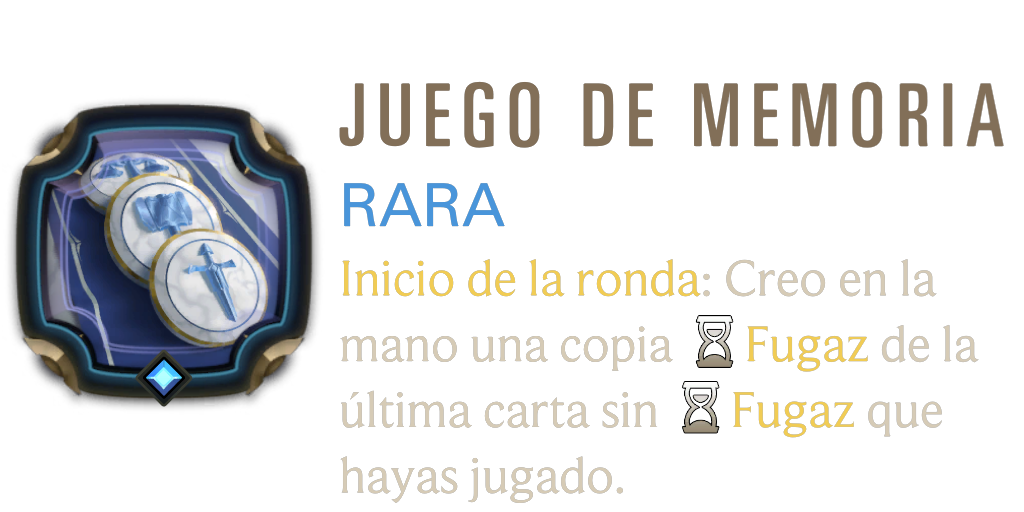 JUEGO DE MEMORIA
RARA
Inicio de la ronda: Creo en la
mano una copia Fugaz de la
última carta sin Fugaz que
hayas jugado.